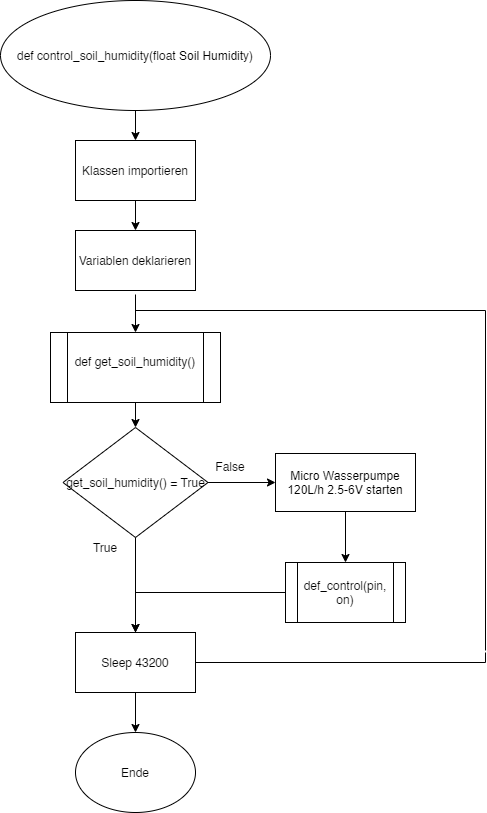 def control_soil_humidity(float Soil Humidity)
Klassen importieren
Variablen deklarieren
def get_soil_humidity()
get_soil_humidity() = True
False
Micro Wasserpumpe
120L/h 2.5-6V starten
True
def_control(pin,
on)
Sleep 43200
Ende